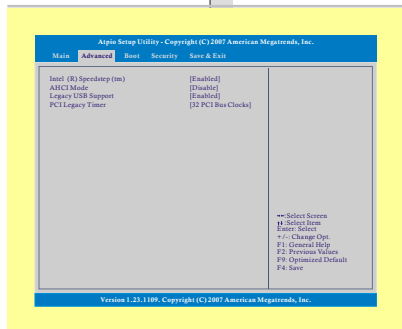 Atpio Setup Utility - Copyright (C) 2007 American Megatrends, Inc.
Main Advanced Boot Security Save & Exit
Intel (R) Speedstep (tm) [Enabled]
AHCI Mode [Disable]
Legacy USB Support [Enabled]
PCI Legacy Timer [32 PCI Bus Clocks]
:Select Screen
:Select Item
Enter: Select
+/-: Change Opt.
F1: General Help
F2: Previous Values
F9: Optimized Default
F4: Save
Version 1.23.1109. Copyright (C) 2007 American Megatrends, Inc.